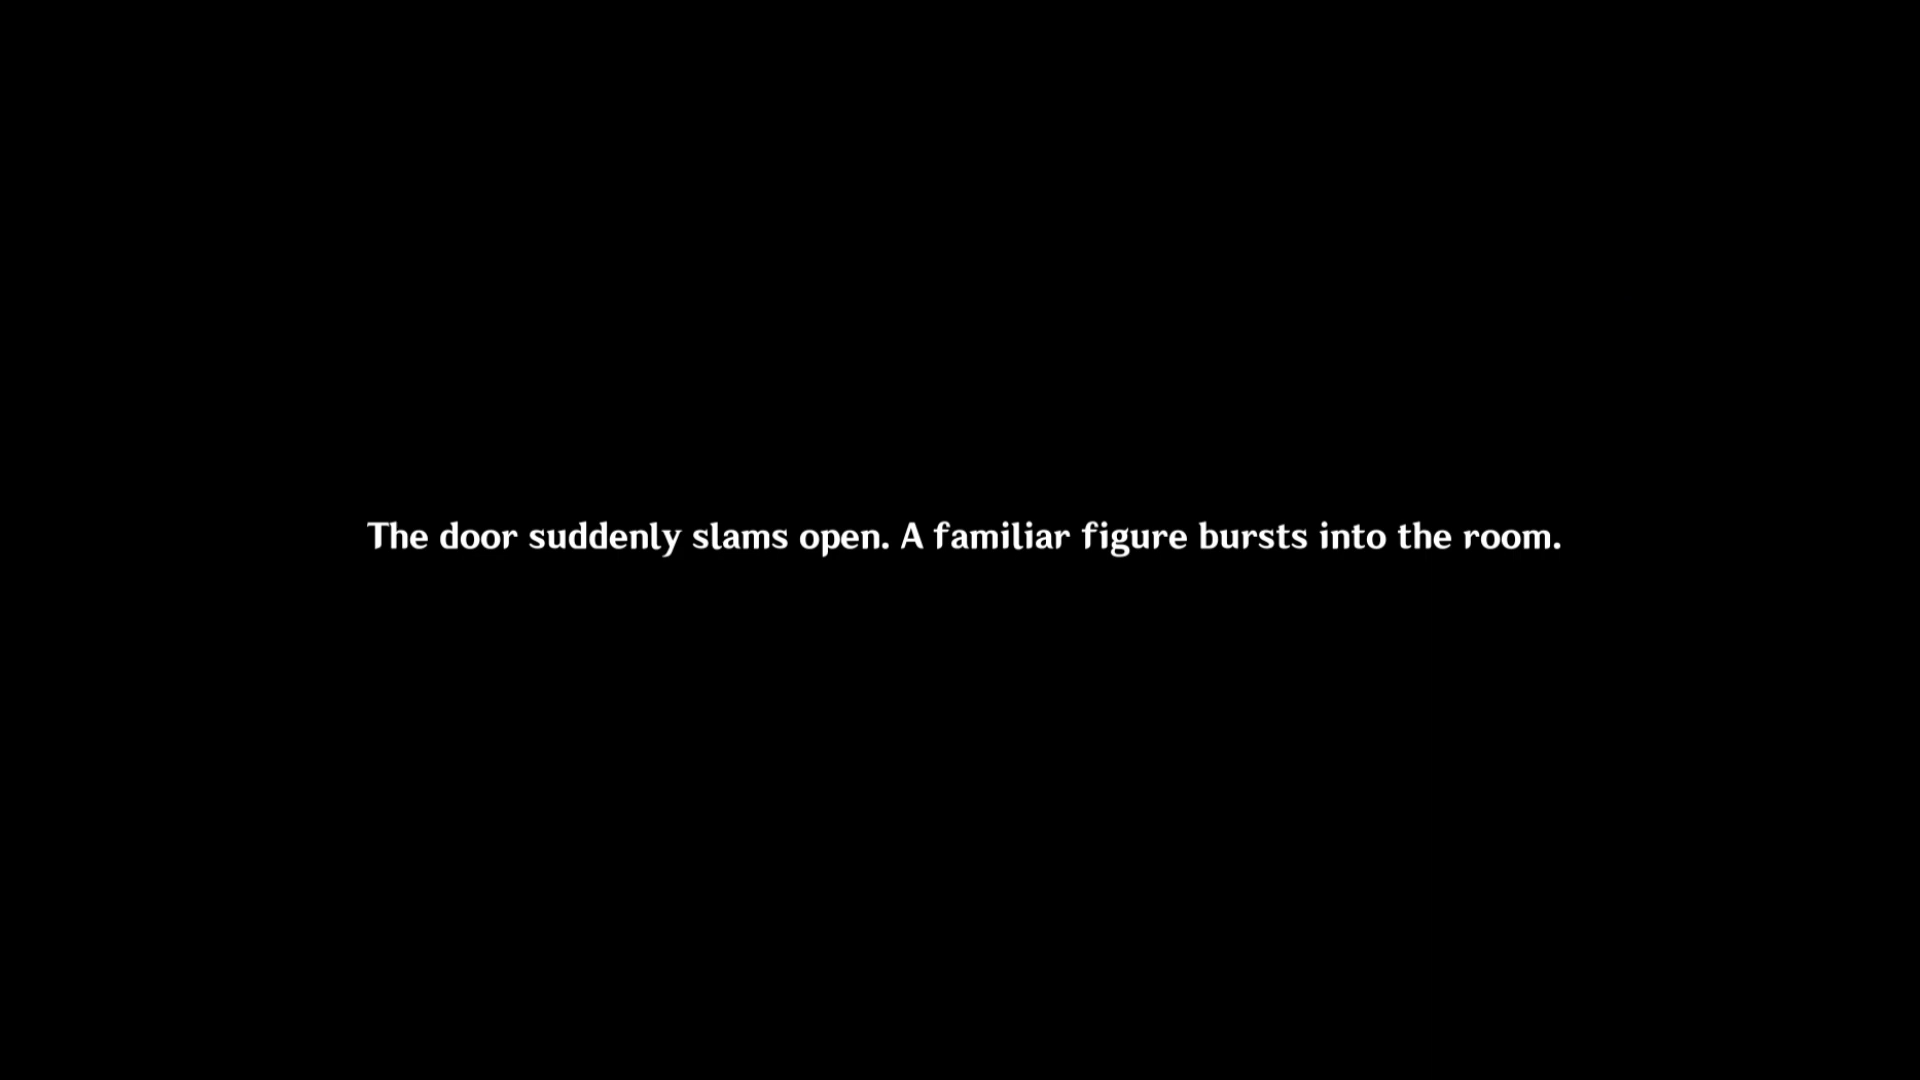 The door suddenly slams open. A familiar figure bursts into the room.